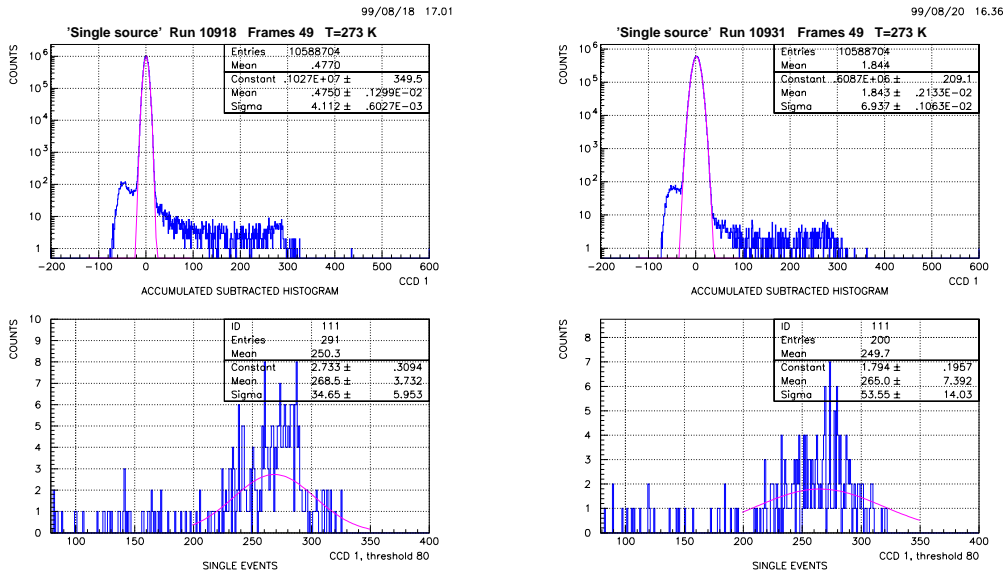 99/08/18 17.01
'Single source' Run 10918 Frames 49 T=273 K
COUNTS
Entries 10588704
Mean .4770
Constant .1027E+07 ± 349.5
Mean .4750 ± .1299E-02
Sigma 4.112 ± .6027E-03
10^6
10^5
10^4
10^3
10^2
10
1
-200 -100 0 100 200 300 400 500 600
CCD 1
ACCUMULATED SUBTRACTED HISTOGRAM
99/08/20 16.36
'Single source' Run 10931 Frames 49 T=273 K
COUNTS
Entries 10588704
Mean 1.844
Constant .6087E+06 ± 209.1
Mean 1.843 ± .2133E-02
Sigma 6.937 ± .1063E-02
10^6
10^5
10^4
10^3
10^2
10
1
-200 -100 0 100 200 300 400 500 600
CCD 1
ACCUMULATED SUBTRACTED HISTOGRAM
COUNTS
ID 111
Entries 291
Mean 250.3
Constant 2.733 ± .3094
Mean 268.5 ± 3.732
Sigma 34.65 ± 5.953
10
9
8
7
6
5
4
3
2
1
0
100 150 200 250 300 350 400
CCD 1, threshold 80
SINGLE EVENTS
COUNTS
ID 111
Entries 200
Mean 249.7
Constant 1.794 ± .1957
Mean 265.0 ± 7.392
Sigma 53.55 ± 14.03
8
7
6
5
4
3
2
1
0
100 150 200 250 300 350 400
CCD 1, threshold 80
SINGLE EVENTS